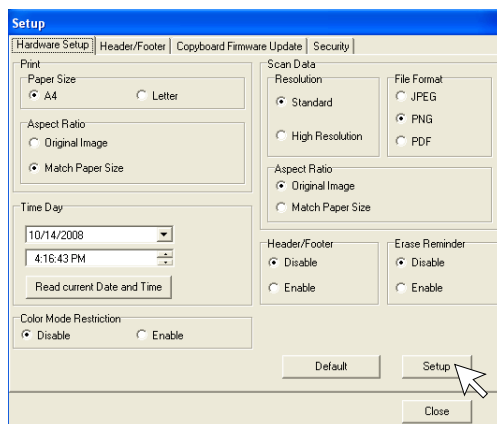 Setup
Hardware Setup Header/Footer Copyboard Firmware Update Security
Print
Paper Size
A4 Letter
Aspect Ratio
Original Image
Match Paper Size
Time Day
10/14/2008
4:16:43 PM
Read current Date and Time
Color Mode Restriction
Disable Enable
Scan Data
Resolution
Standard
High Resolution
File Format
JPEG
PNG
PDF
Aspect Ratio
Original Image
Match Paper Size
Header/Footer
Disable
Enable
Erase Reminder
Disable
Enable
Default Setup
Close